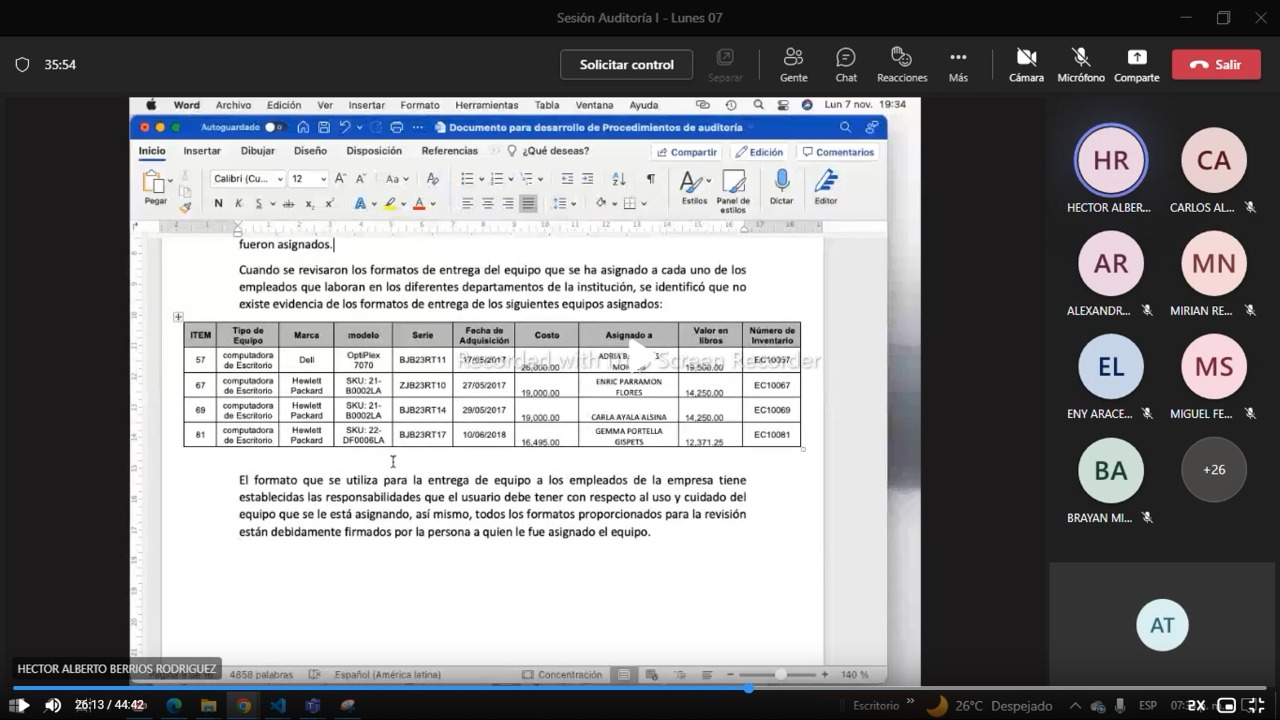 Sesión Auditoría I - Lunes 07
35:54
Solicitar control
Separar
Gente
Chat
Reacciones
Más
Cámara
Micrófono
Comparte
Salir
Word Archivo Edición Ver Insertar Formato Herramientas Tabla Ventana Ayuda Lun 7 nov. 19:34
Autoguardado Documento para desarrollo de Procedimientos de auditoría
Inicio Insertar Dibujar Diseño Disposición Referencias >> ¿Qué deseas? Compartir Edición Comentarios
Pegar Calibri (Cu... 12 Estilos Panel de estilos Dictar Editor
fueron asignados.
Cuando se revisaron los formatos de entrega del equipo que se ha asignado a cada uno de los
empleados que laboran en los diferentes departamentos de la institución, se identificó que no
existe evidencia de los formatos de entrega de los siguientes equipos asignados:
ITEM Tipo de Equipo Marca modelo Serie Fecha de Adquisición Costo Asignado a Valor en libros Número de Inventario
57 computadora de Escritorio Dell OptiPlex 7070 BJB23RT11 17/05/2017 26,000.00 19,500.00 EC10057
67 computadora de Escritorio Hewlett Packard SKU: 21-B0002LA ZJB23RT10 27/05/2017 19,000.00 ENRIC PARRAMON FLORES 14,250.00 EC10067
69 computadora de Escritorio Hewlett Packard SKU: 21-B0002LA BJB23RT14 29/05/2017 19,000.00 CARLA AYALA ALSINA 14,250.00 EC10069
81 computadora de Escritorio Hewlett Packard SKU: 22-DF0006LA BJB23RT17 10/06/2018 16,495.00 GEMMA PORTELLA GISPETS 12,371.25 EC10081
Recorded with Screen Recorder
El formato que se utiliza para la entrega de equipo a los empleados de la empresa tiene
establecidas las responsabilidades que el usuario debe tener con respecto al uso y cuidado del
equipo que se le está asignando, así mismo, todos los formatos proporcionados para la revisión
están debidamente firmados por la persona a quien le fue asignado el equipo.
4858 palabras Español (América latina) Concentración 140 %
HECTOR ALBERTO BERRIOS RODRIGUEZ
HR
HECTOR ALBER...
CA
CARLOS AL...
AR
ALEXANDR...
MN
MIRIAN RE...
EL
ENY ARACE...
MS
MIGUEL FE...
BA
BRAYAN MI...
+26
AT
26:13 / 44:42
Escritorio >> 26°C Despejado ESP 2X